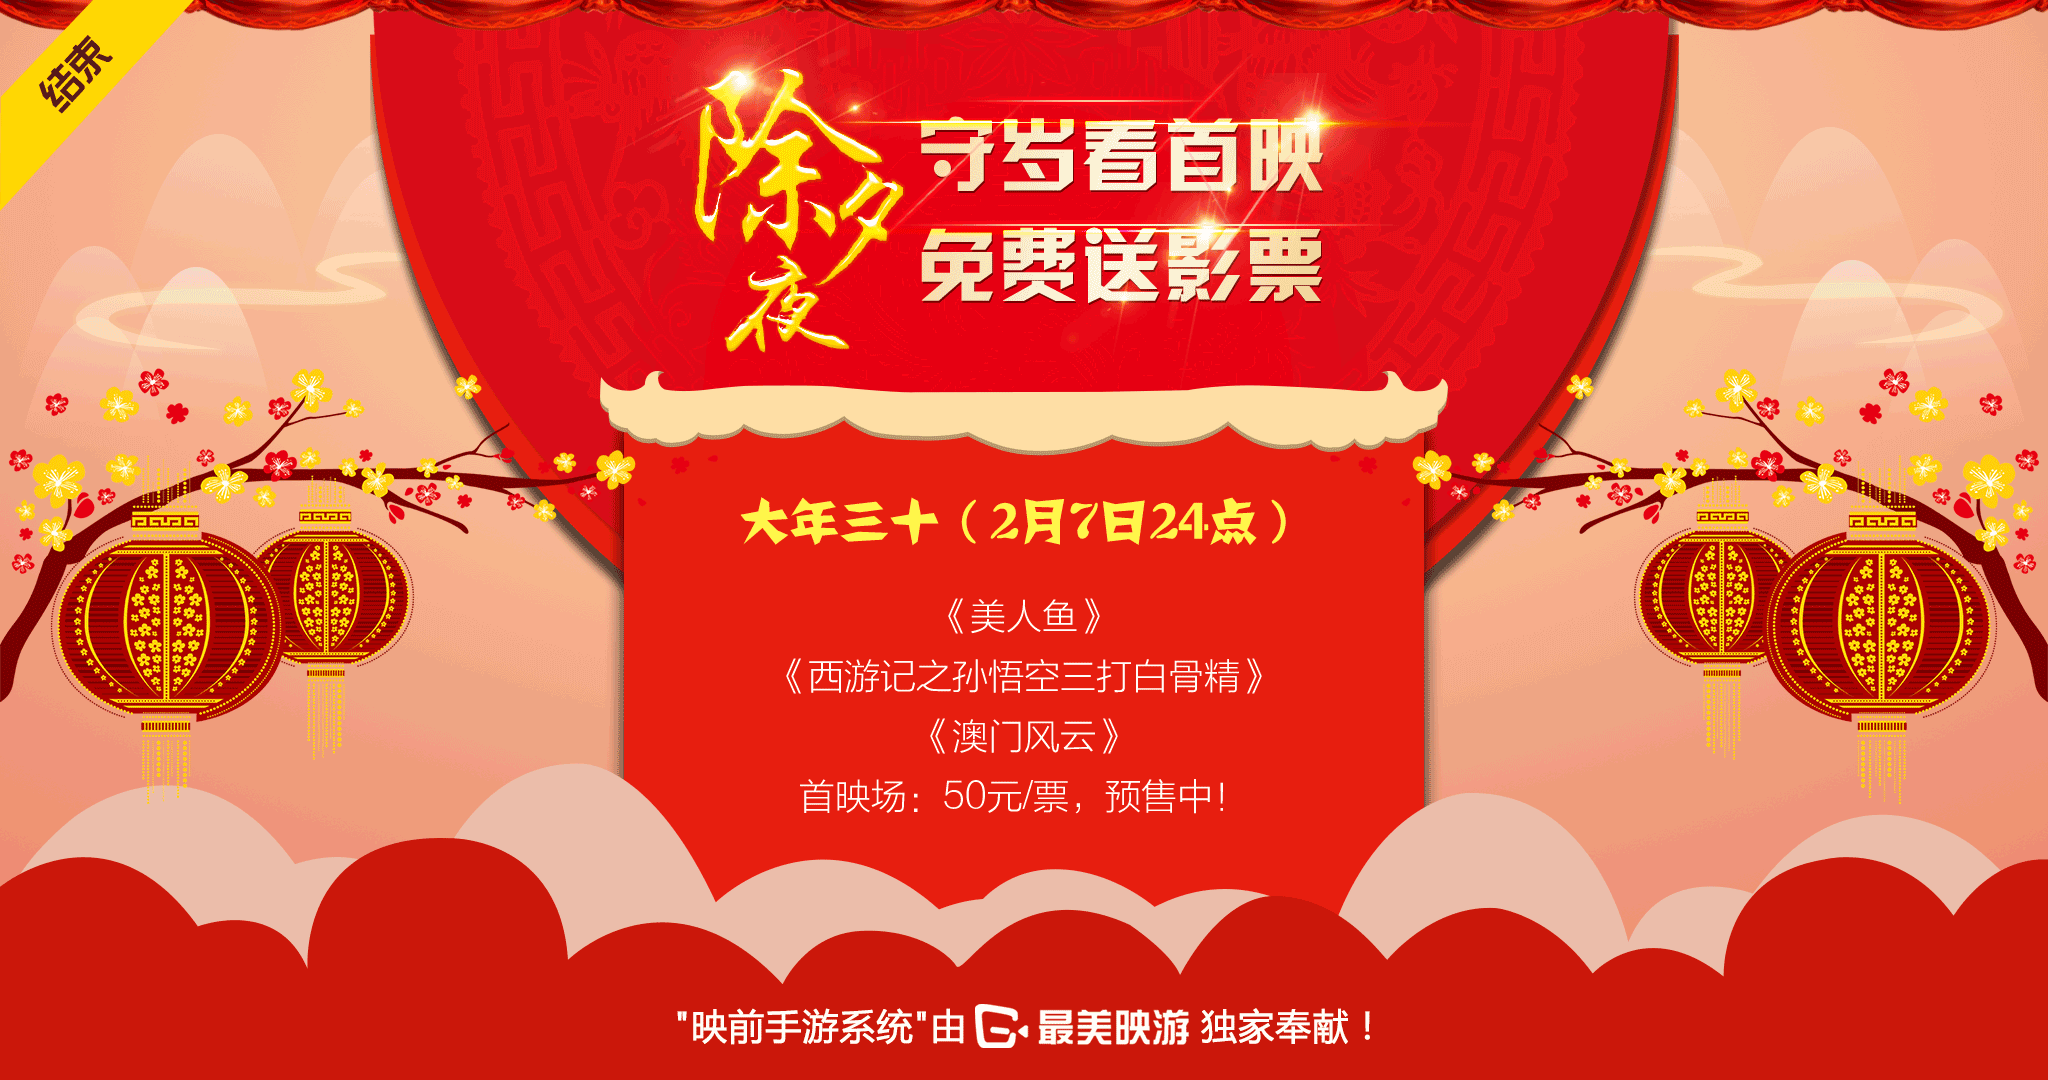 结束
除夕夜
守岁看首映
免费送影票
大年三十（2月7日24点）
《美人鱼》
《西游记之孙悟空三打白骨精》
《澳门风云》
首映场：50元/票，预售中！
"映前手游系统"由 最美映游 独家奉献！